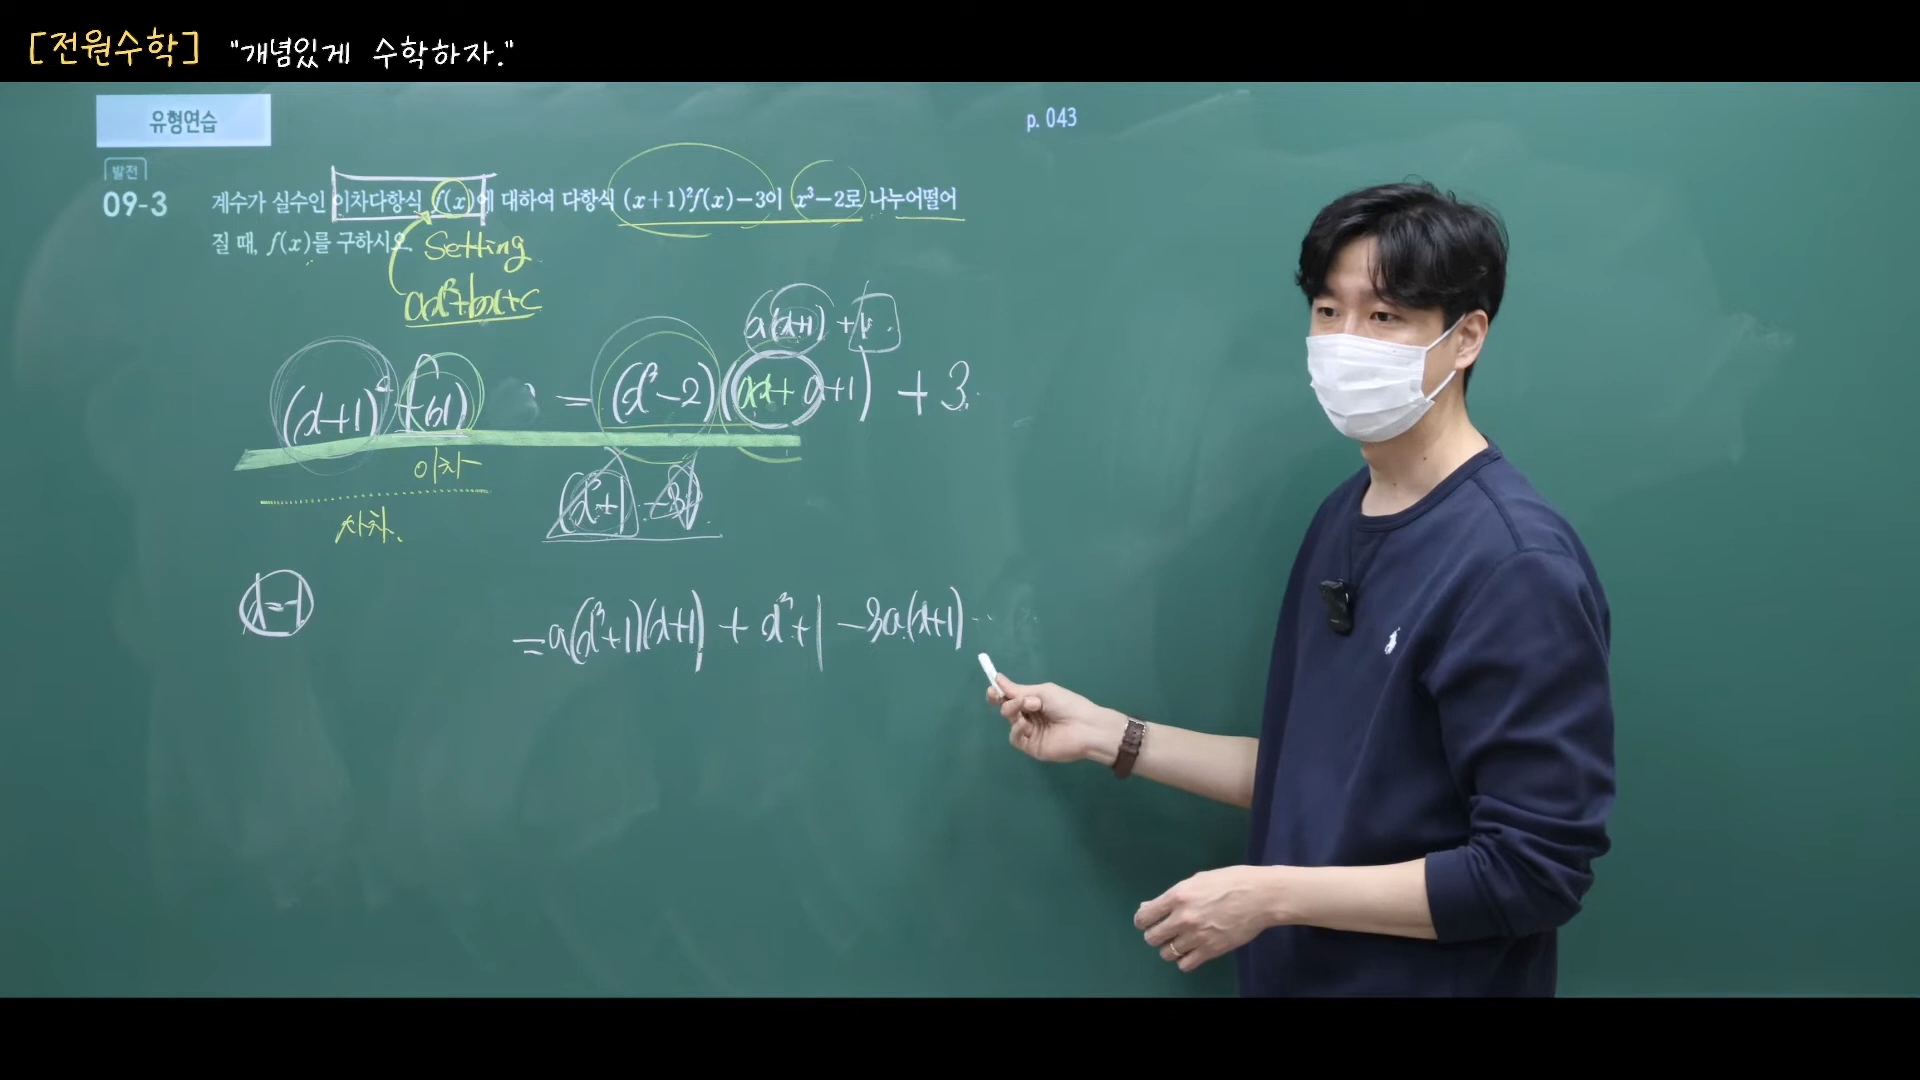 [전원수학] "개념있게 수학하자."
유형연습
p. 043
발전
09-3 계수가 실수인 이차다항식 f(x)에 대하여 다항식 (x+1)²f(x)-3이 x³-2로 나누어떨어
질 때, f(x)를 구하시오.
Setting
ax²+bx+c
a(x+1) + 1
(x+1)² f(x) = (x³-2)(ax+a+1) + 3
이차
(x³+1-3)
사차.
x=-1
=a(x³+1)(x+1) + x³+1 -3a(x+1)